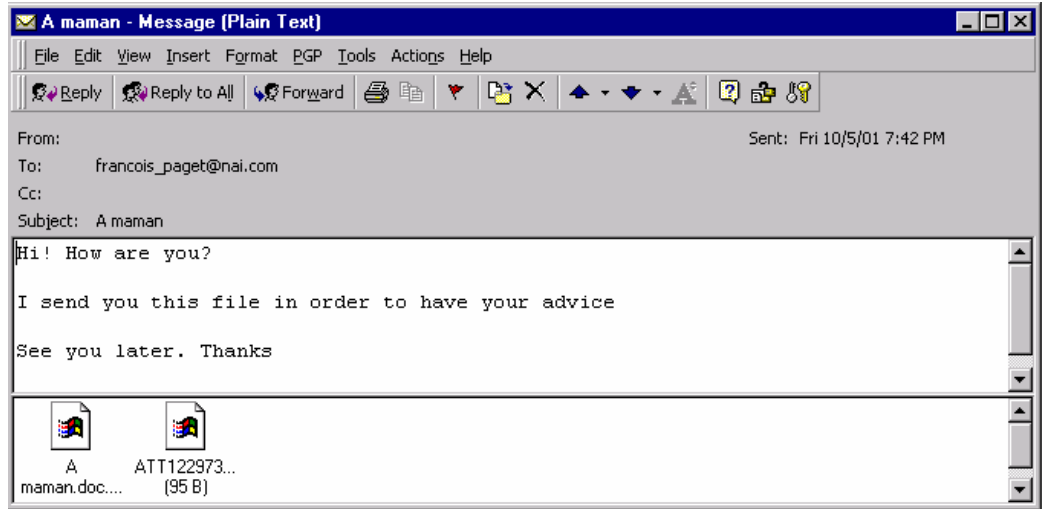 A maman - Message (Plain Text)
File Edit View Insert Format PGP Tools Actions Help
Reply Reply to All Forward
From: Sent: Fri 10/5/01 7:42 PM
To: francois_paget@nai.com
Cc:
Subject: A maman
Hi! How are you?
I send you this file in order to have your advice
See you later. Thanks
A ATT122973...
maman.doc.... (95 B)